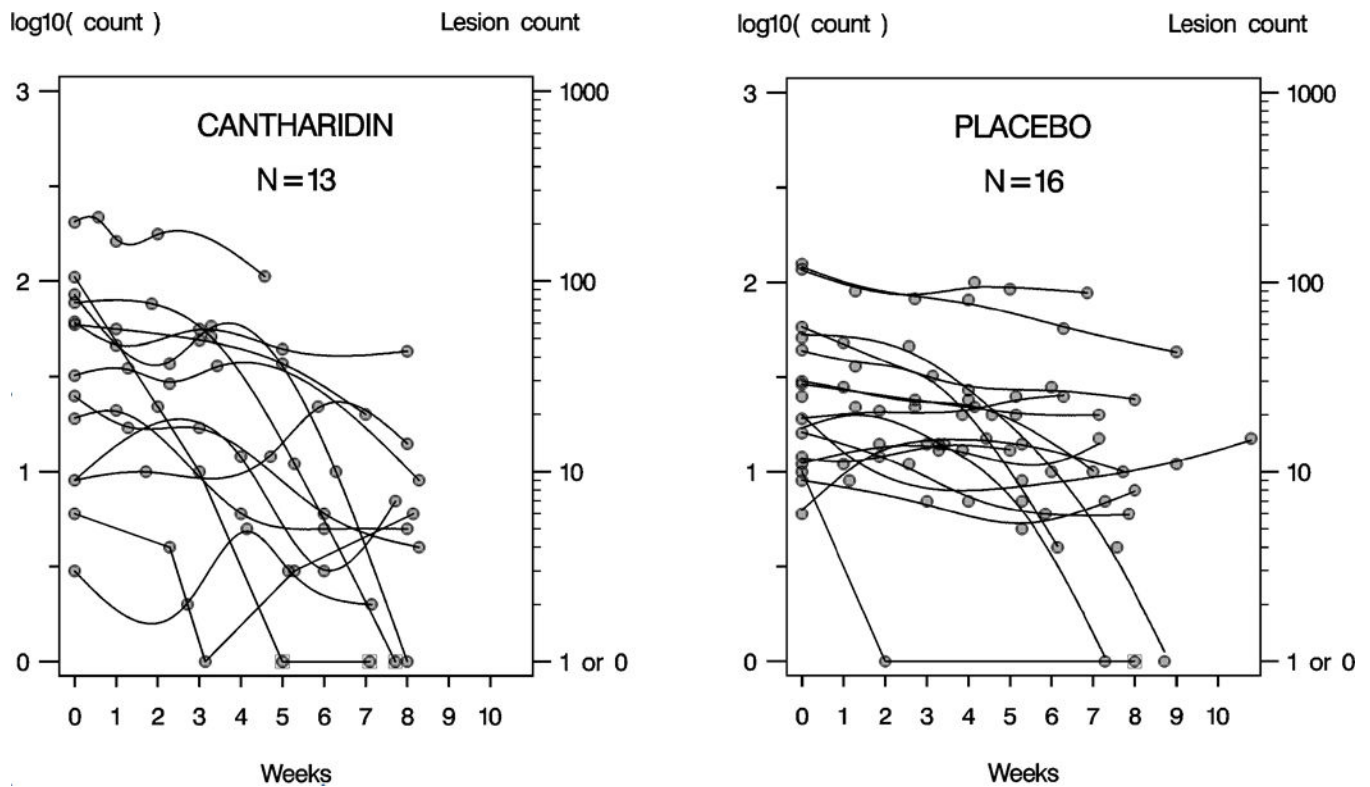 log10( count ) Lesion count
CANTHARIDIN
N=13
3
2
1
0
1000
100
10
1 or 0
0 1 2 3 4 5 6 7 8 9 10
Weeks
log10( count ) Lesion count
PLACEBO
N=16
3
2
1
0
1000
100
10
1 or 0
0 1 2 3 4 5 6 7 8 9 10
Weeks